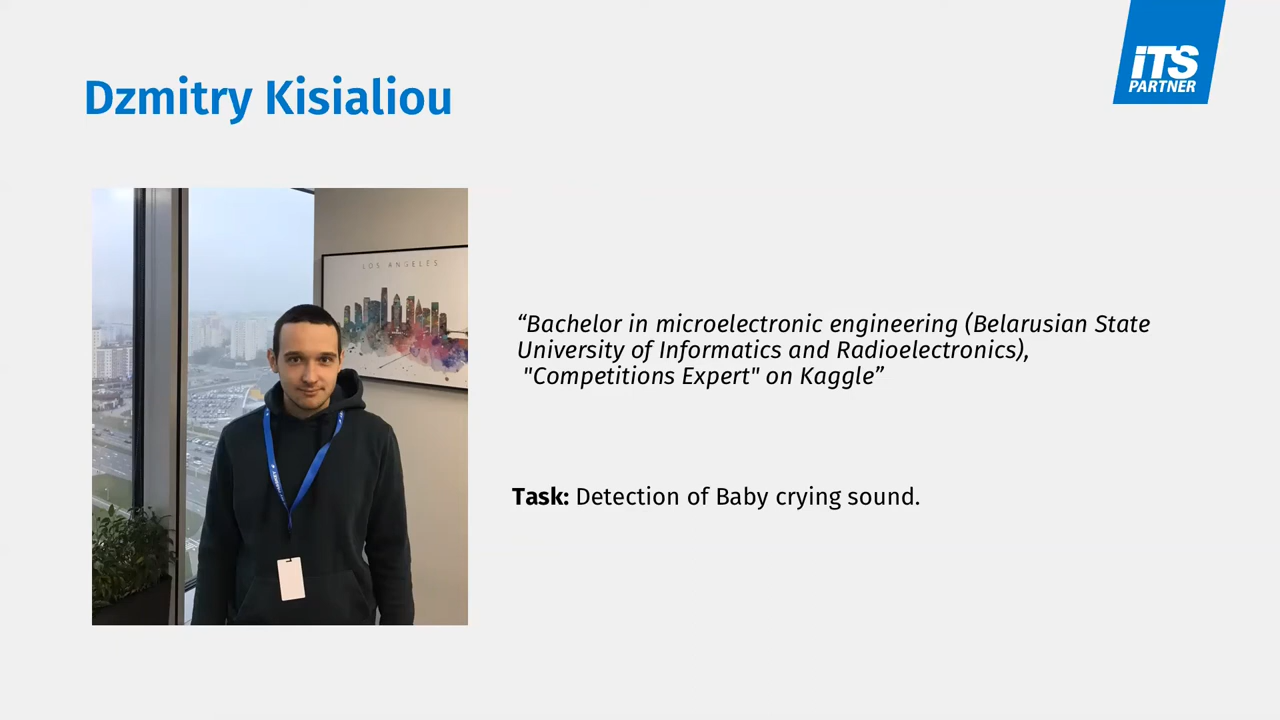 Dzmitry Kisialiou
iTS
PARTNER
LOS ANGELES
“Bachelor in microelectronic engineering (Belarusian State
University of Informatics and Radioelectronics),
"Competitions Expert" on Kaggle”
Task: Detection of Baby crying sound.